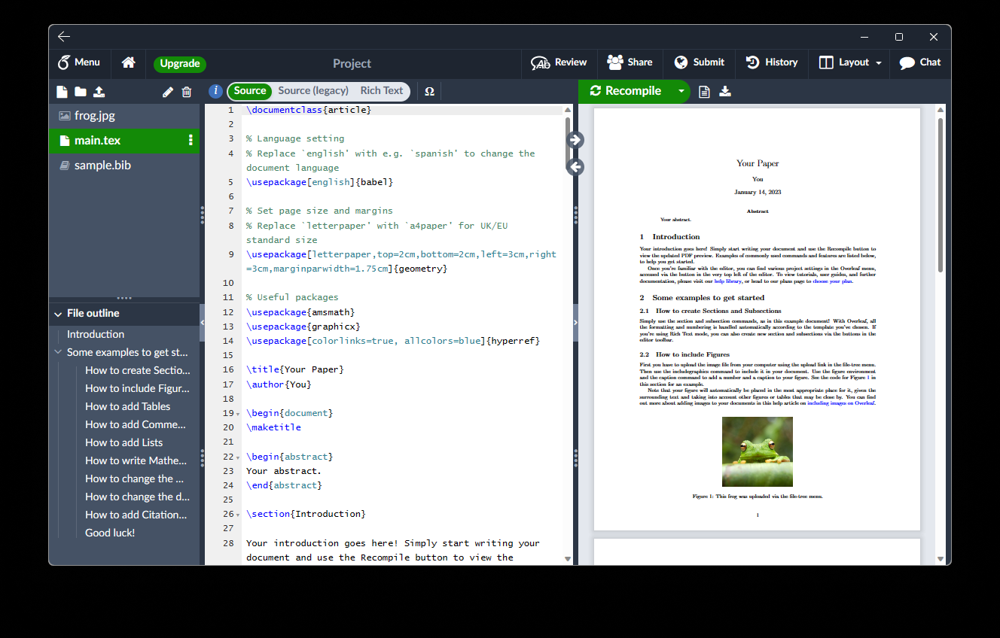 Menu
Upgrade
Project
Review
Share
Submit
History
Layout
Chat
Source
Source (legacy)
Rich Text
Ω
Recompile
frog.jpg
main.tex
sample.bib
File outline
Introduction
Some examples to get st...
How to create Sectio...
How to include Figur...
How to add Tables
How to add Comme...
How to add Lists
How to write Mathe...
How to change the ...
How to change the d...
How to add Citation...
Good luck!
1 \documentclass{article}
2
3 % Language setting
4 % Replace `english' with e.g. `spanish' to change the
document language
5 \usepackage[english]{babel}
6
7 % Set page size and margins
8 % Replace `letterpaper' with `a4paper' for UK/EU
standard size
9 \usepackage[letterpaper,top=2cm,bottom=2cm,left=3cm,right
=3cm,marginparwidth=1.75cm]{geometry}
10
11 % Useful packages
12 \usepackage{amsmath}
13 \usepackage{graphicx}
14 \usepackage[colorlinks=true, allcolors=blue]{hyperref}
15
16 \title{Your Paper}
17 \author{You}
18
19 \begin{document}
20 \maketitle
21
22 \begin{abstract}
23 Your abstract.
24 \end{abstract}
25
26 \section{Introduction}
27
28 Your introduction goes here! Simply start writing your
document and use the Recompile button to view the
Your Paper
You
January 14, 2023
Abstract
Your abstract.
1 Introduction
Your introduction goes here! Simply start writing your document and use the Recompile button to
view the updated PDF preview. Examples of commonly used commands and features are listed below,
to help you get started.
Once you're familiar with the editor, you can find various project settings in the Overleaf menu,
accessed via the button in the very top left of the editor. To view tutorials, user guides, and further
documentation, please visit our help library, or head to our plans page to choose your plan.
2 Some examples to get started
2.1 How to create Sections and Subsections
Simply use the section and subsection commands, as in this example document! With Overleaf, all
the formatting and numbering is handled automatically according to the template you've chosen. If
you're using Rich Text mode, you can also create new section and subsections via the buttons in the
editor toolbar.
2.2 How to include Figures
First you have to upload the image file from your computer using the upload link in the file-tree menu.
Then use the includegraphics command to include it in your document. Use the figure environment
and the caption command to add a number and a caption to your figure. See the code for Figure 1 in
this section for an example.
Note that your figure will automatically be placed in the most appropriate place for it, given the
surrounding text and taking into account other figures or tables that may be close by. You can find
out more about adding images to your documents in this help article on including images on Overleaf.
Figure 1: This frog was uploaded via the file-tree menu.
1